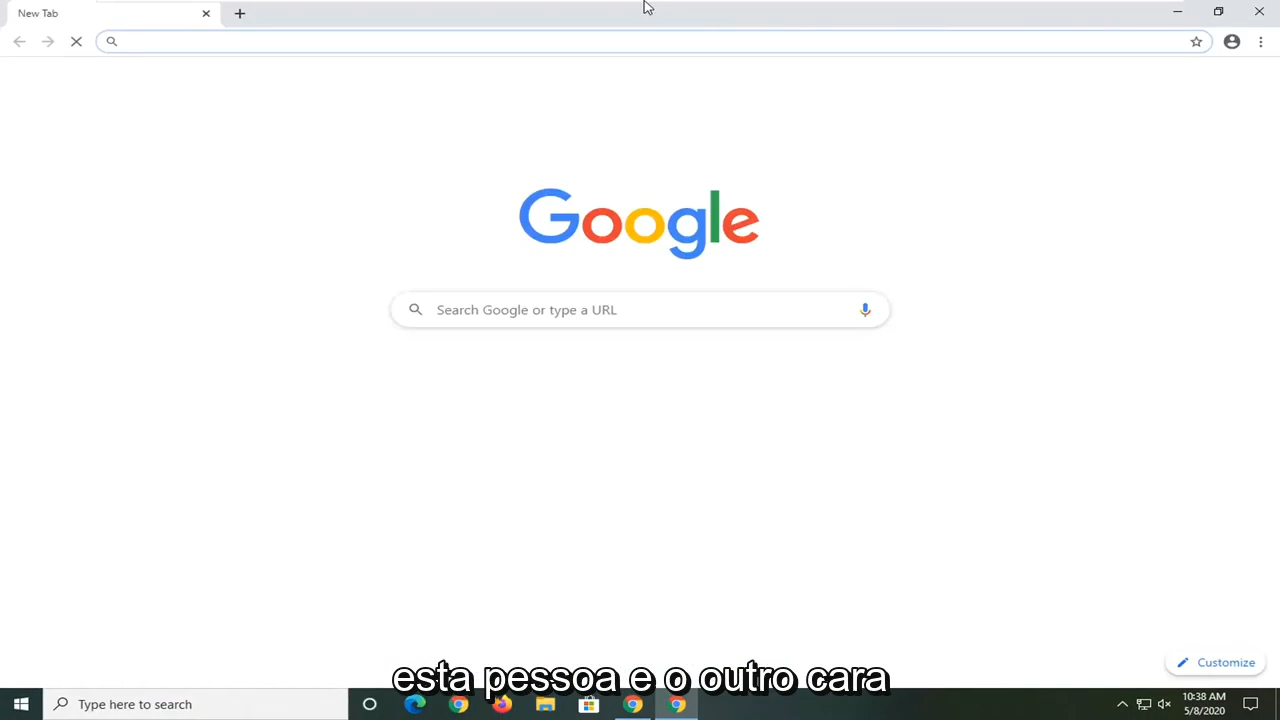 New Tab
Google
Search Google or type a URL
Customize
esta pessoa e o outro cara
Type here to search
10:38 AM
5/8/2020